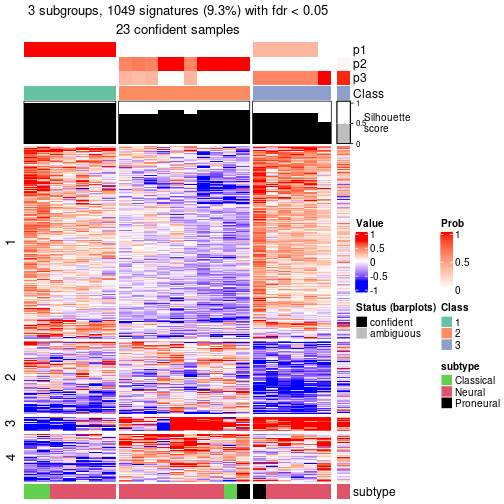 3 subgroups, 1049 signatures (9.3%) with fdr < 0.05
23 confident samples
p1
p2
p3
Class
1
0.5
0
Silhouette
score
1
2
3
4
subtype
Value
1
0.5
0
-0.5
-1
Prob
1
0.5
0
Status (barplots)
confident
ambiguous
Class
1
2
3
subtype
Classical
Neural
Proneural